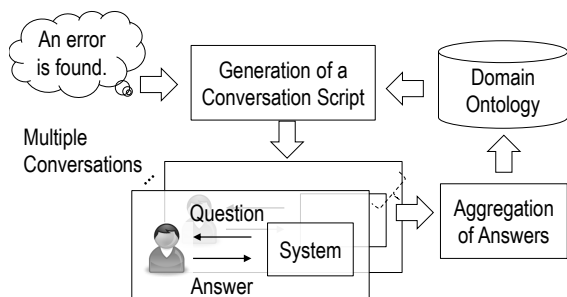 An error
is found.
Generation of a
Conversation Script
Domain
Ontology
Multiple
Conversations
...
Question
System
Answer
Aggregation
of Answers